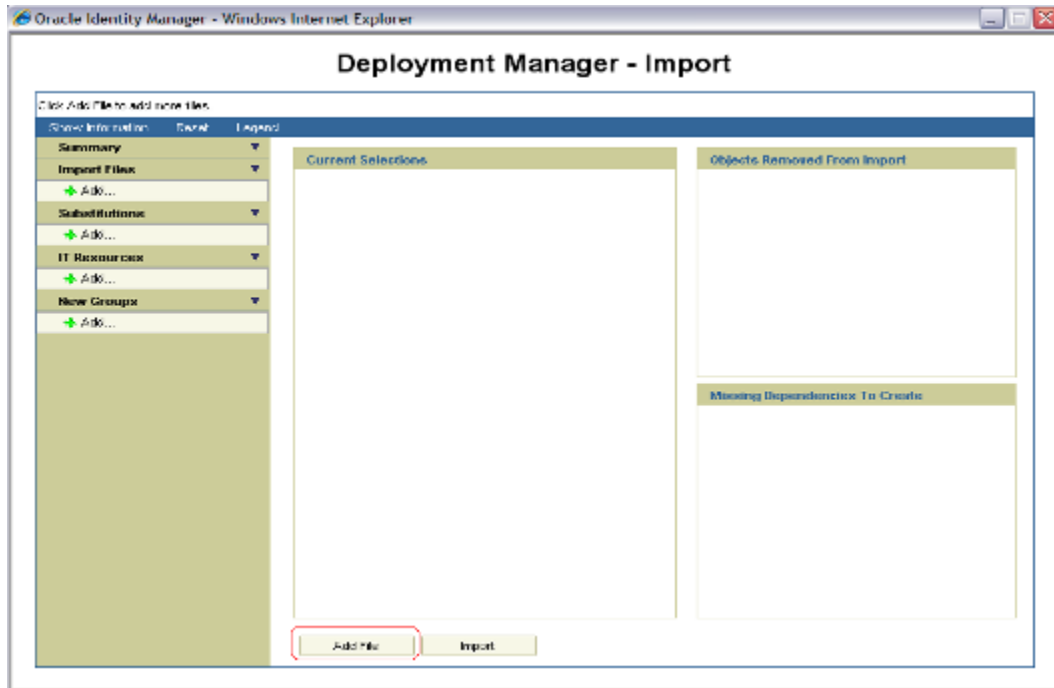 Oracle Identity Manager - Windows Internet Explorer
Deployment Manager - Import
Click Add File to add more files
Show Information Reset Legend
Summary
Import Files
Add...
Substitutions
Add...
IT Resources
Add...
New Groups
Add...
Current Selections
Objects Removed From Import
Missing Dependencies To Create
Add File Import